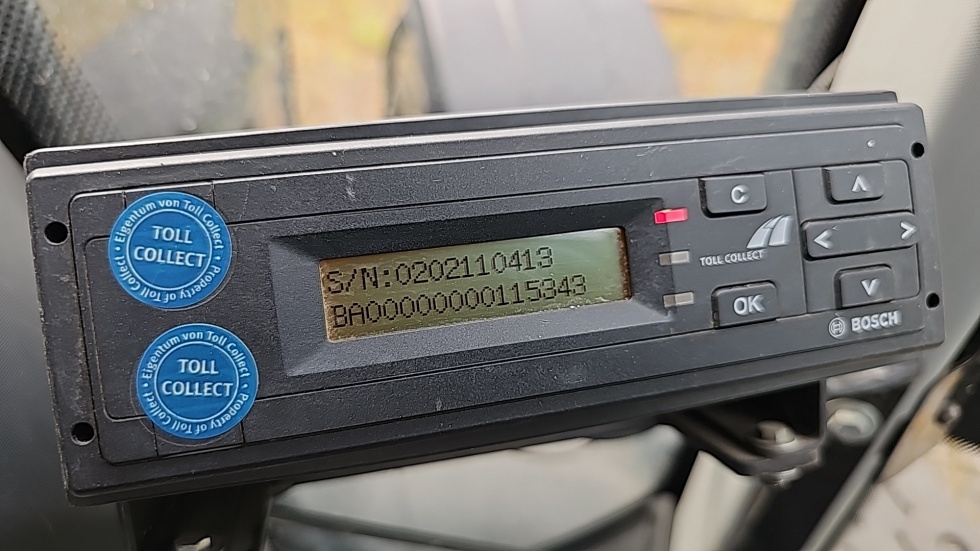 Eigentum von Toll Collect
TOLL
COLLECT
Property of Toll Collect
Eigentum von Toll Collect
TOLL
COLLECT
Property of Toll Collect
S/N:0202110413
BA00000000115343
C
TOLL COLLECT
OK
BOSCH